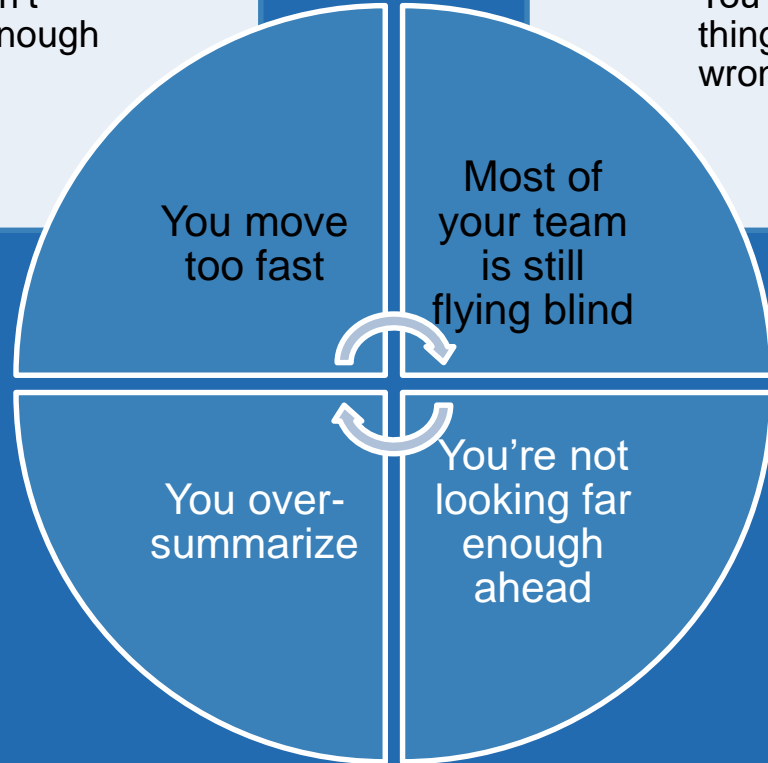 nough
thing
You move
too fast
Most of
your team
is still
flying blind
You over-
summarize
You’re not
looking far
enough
ahead